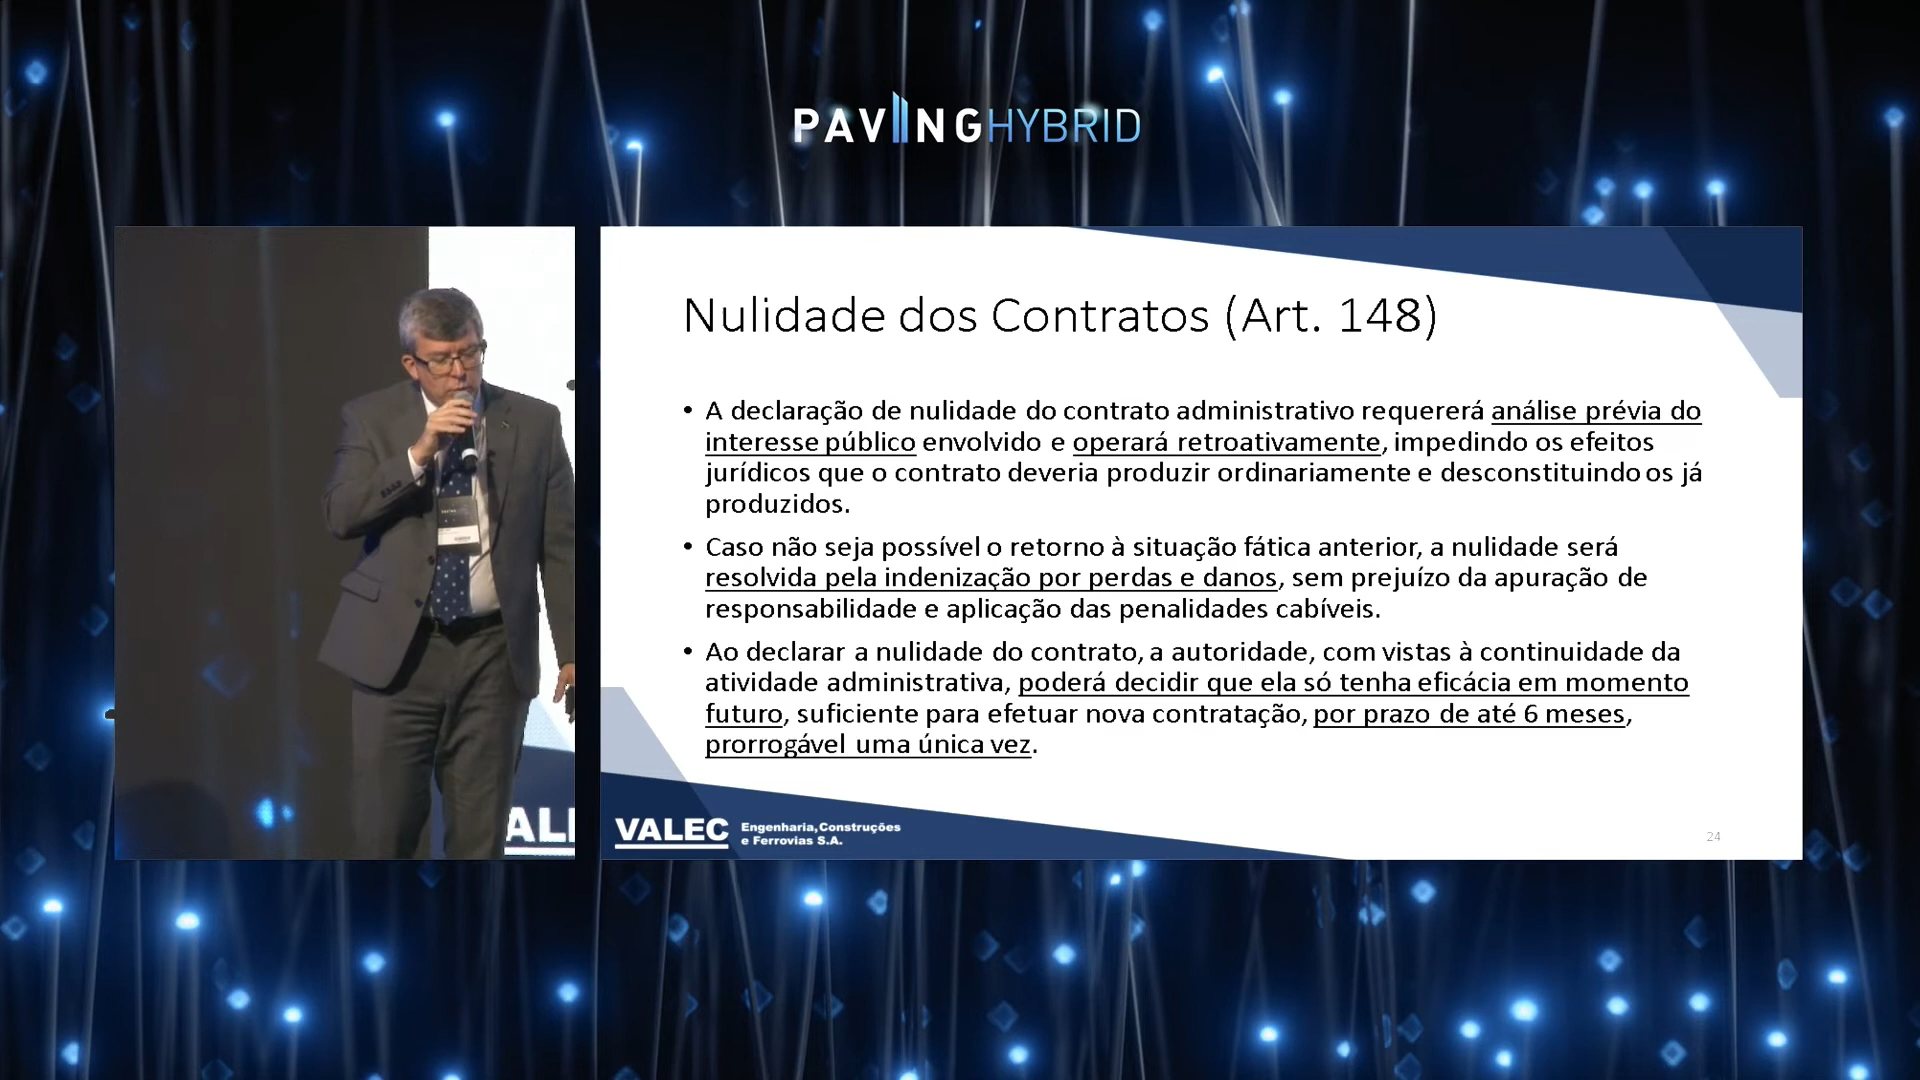 PAVINGHYBRID
Nulidade dos Contratos (Art. 148)
• A declaração de nulidade do contrato administrativo requererá análise prévia do
interesse público envolvido e operará retroativamente, impedindo os efeitos
jurídicos que o contrato deveria produzir ordinariamente e desconstituindo os já
produzidos.
• Caso não seja possível o retorno à situação fática anterior, a nulidade será
resolvida pela indenização por perdas e danos, sem prejuízo da apuração de
responsabilidade e aplicação das penalidades cabíveis.
• Ao declarar a nulidade do contrato, a autoridade, com vistas à continuidade da
atividade administrativa, poderá decidir que ela só tenha eficácia em momento
futuro, suficiente para efetuar nova contratação, por prazo de até 6 meses,
prorrogável uma única vez.
ALE
VALEC
Engenharia, Construções
e Ferrovias S.A.
24